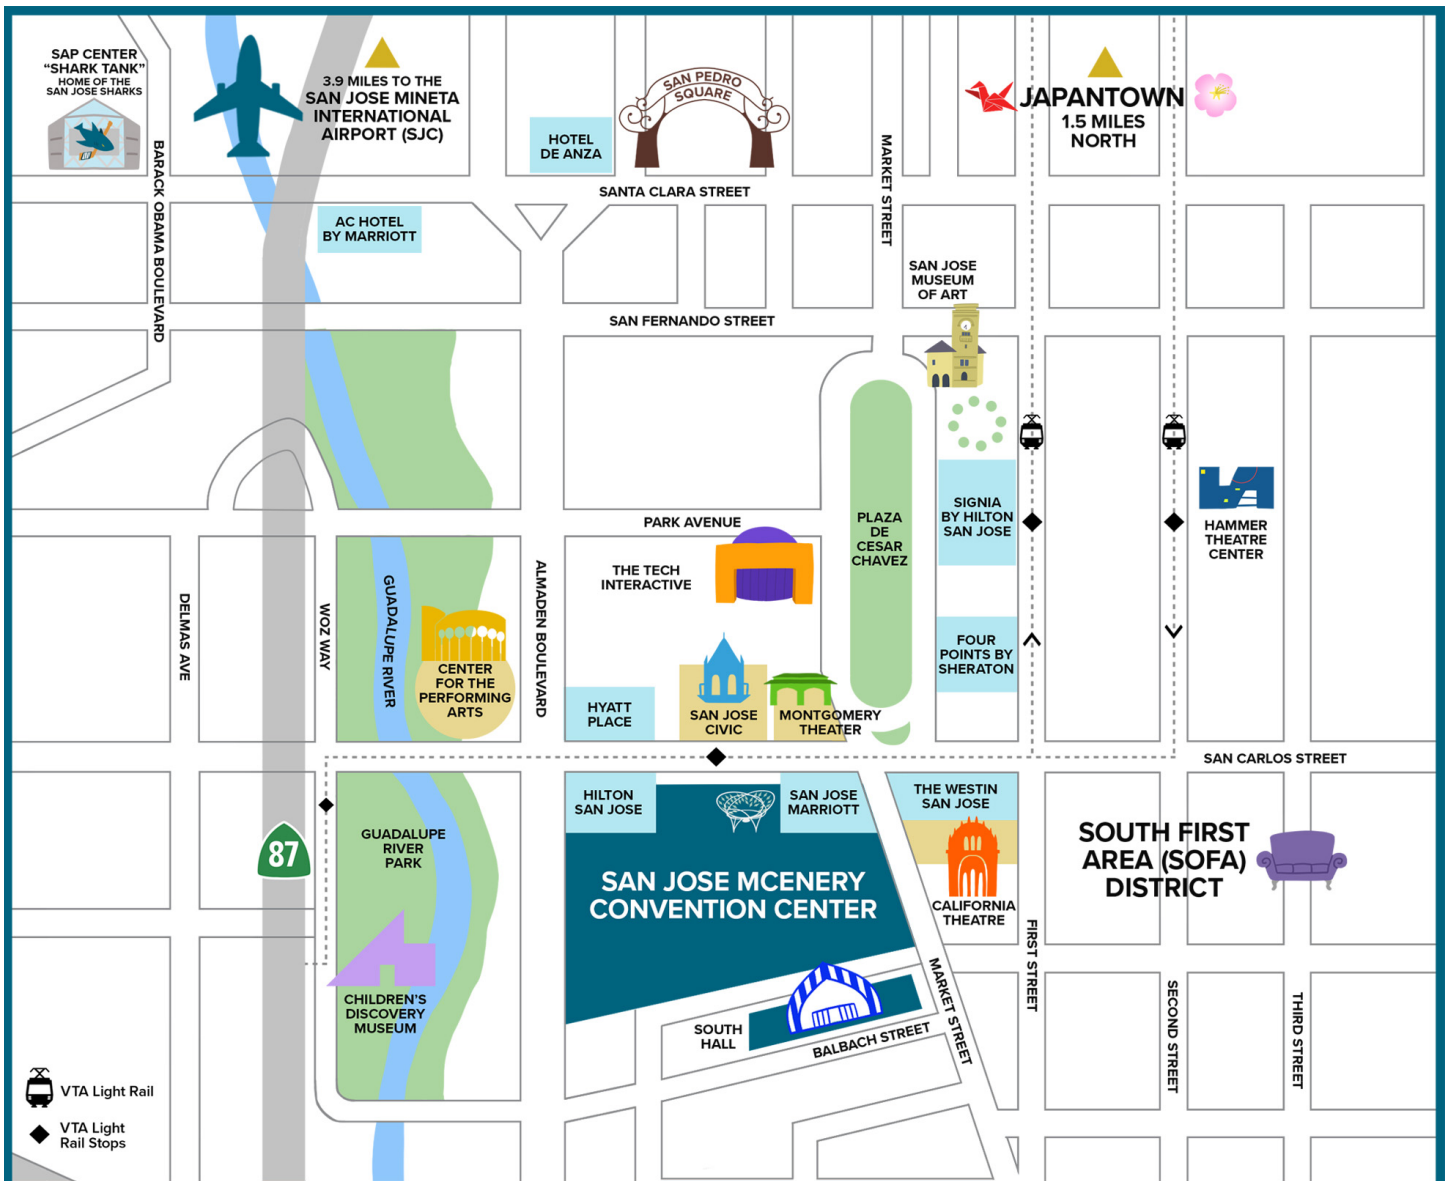 SAP CENTER
“SHARK TANK”
HOME OF THE
SAN JOSE SHARKS
3.9 MILES TO THE
SAN JOSE MINETA
INTERNATIONAL
AIRPORT (SJC)
SAN PEDRO
SQUARE
HOTEL
DE ANZA
JAPANTOWN
1.5 MILES
NORTH
BARACK OBAMA BOULEVARD
MARKET STREET
SANTA CLARA STREET
AC HOTEL
BY MARRIOTT
SAN JOSE
MUSEUM
OF ART
SAN FERNANDO STREET
SIGNIA
BY HILTON
SAN JOSE
PLAZA
DE
CESAR
CHAVEZ
PARK AVENUE
HAMMER
THEATRE
CENTER
THE TECH
INTERACTIVE
DELMAS AVE
WOZ WAY
GUADALUPE RIVER
ALMADEN BOULEVARD
FOUR
POINTS BY
SHERATON
CENTER
FOR THE
PERFORMING
ARTS
HYATT
PLACE
SAN JOSE
CIVIC
MONTGOMERY
THEATER
SAN CARLOS STREET
HILTON
SAN JOSE
SAN JOSE
MARRIOTT
THE WESTIN
SAN JOSE
GUADALUPE
RIVER
PARK
87
SOUTH FIRST
AREA (SOFA)
DISTRICT
SAN JOSE MCENERY
CONVENTION CENTER
CALIFORNIA
THEATRE
FIRST STREET
MARKET STREET
SECOND STREET
THIRD STREET
CHILDREN’S
DISCOVERY
MUSEUM
SOUTH
HALL
BALBACH STREET
VTA Light Rail
VTA Light
Rail Stops